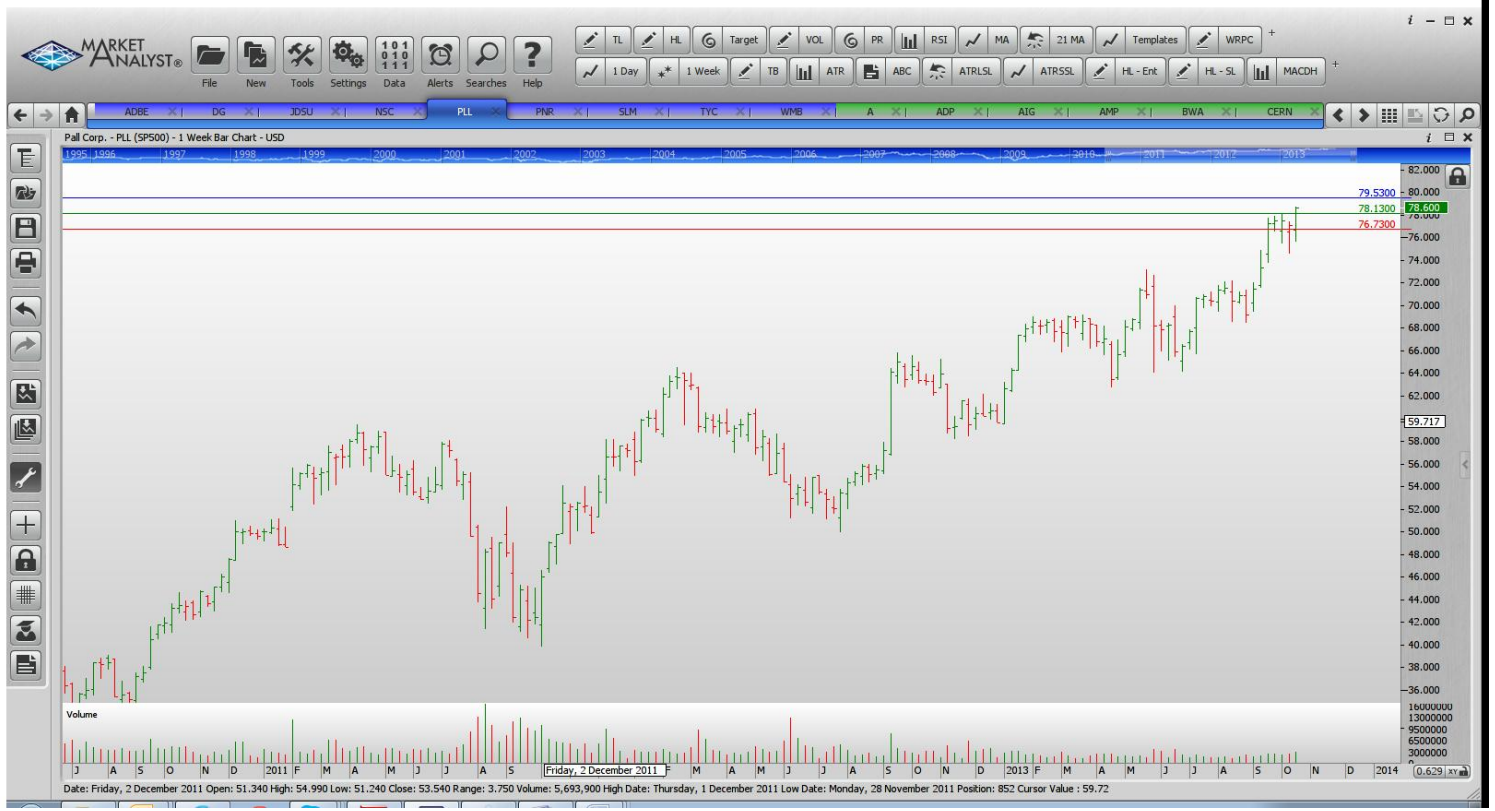 i
MARKET ANALYST®
File New Tools Settings Data Alerts Searches Help
TL HL Target VOL PR RSI MA 21 MA Templates WRPC +
1 Day 1 Week TB ATR ABC ATRLSL ATRSSL HL - Ent HL - SL MACDH +
ADBE DG JDSU NSC PLL PNR SLM TYC WMB A ADP AIG AMP BWA CERN
Pall Corp. - PLL (SP500) - 1 Week Bar Chart - USD
i
1995 1996 1997 1998 1999 2000 2001 2002 2003 2004 2005 2006 2007 2008 2009 2010 2011 2012 2013
82.000
79.5300 80.000
78.1300 78.600
78.000
76.7300
76.000
74.000
72.000
70.000
68.000
66.000
64.000
62.000
59.717
58.000
56.000
54.000
52.000
50.000
48.000
46.000
44.000
42.000
40.000
38.000
36.000
Volume
16000000
13000000
9500000
6500000
3000000
0
J A S O N D 2011 F M A M J J A S Friday, 2 December 2011 F M A M J J A S O N D 2013 F M A M J J A S O N D 2014 0.629 XY
Date: Friday, 2 December 2011 Open: 51.340 High: 54.990 Low: 51.240 Close: 53.540 Range: 3.750 Volume: 5,693,900 High Date: Thursday, 1 December 2011 Low Date: Monday, 28 November 2011 Position: 852 Cursor Value : 59.72